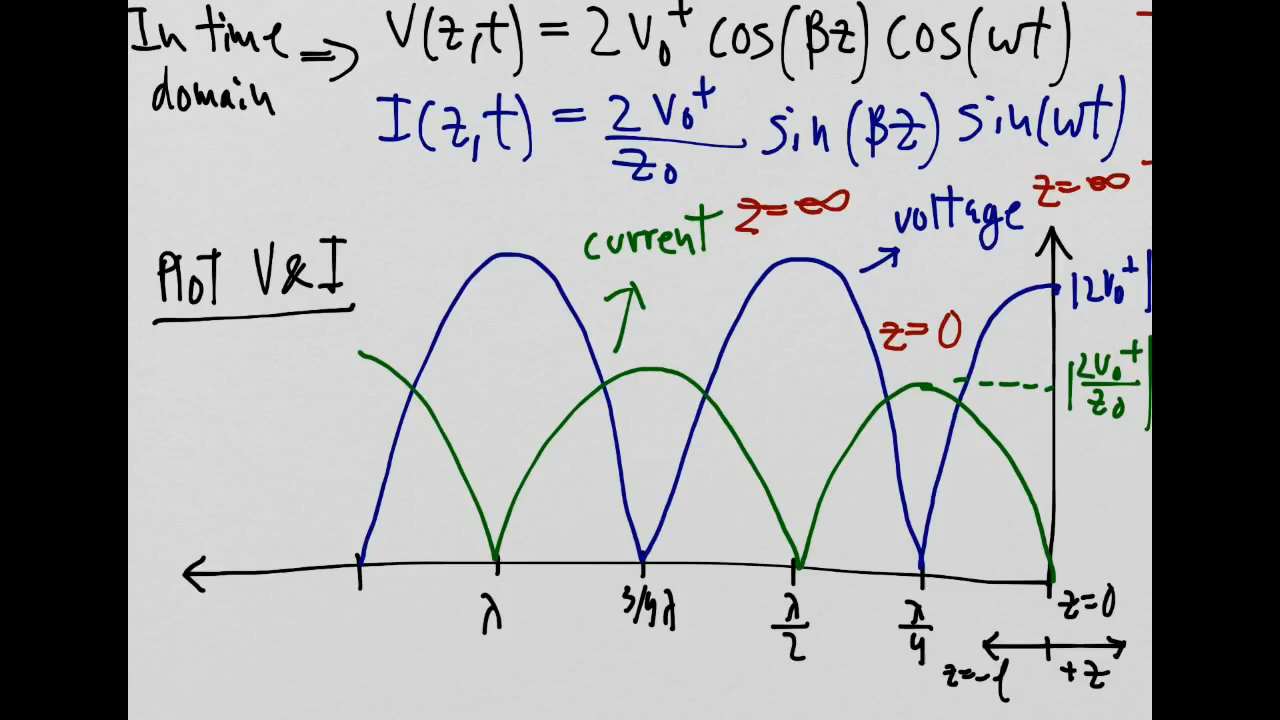 In time ⇒ V(z,t) = 2V₀⁺ cos(βz) cos(ωt)
domain
I(z,t) = 2V₀⁺/Z₀ sin(βz) sin(ωt)
z=∞
voltage
z=∞
current
Plot V&I
|2V₀⁺|
z=0
|2V₀⁺/Z₀|
λ
3/4λ
λ/2
λ/4
z=0
z=-l
+z